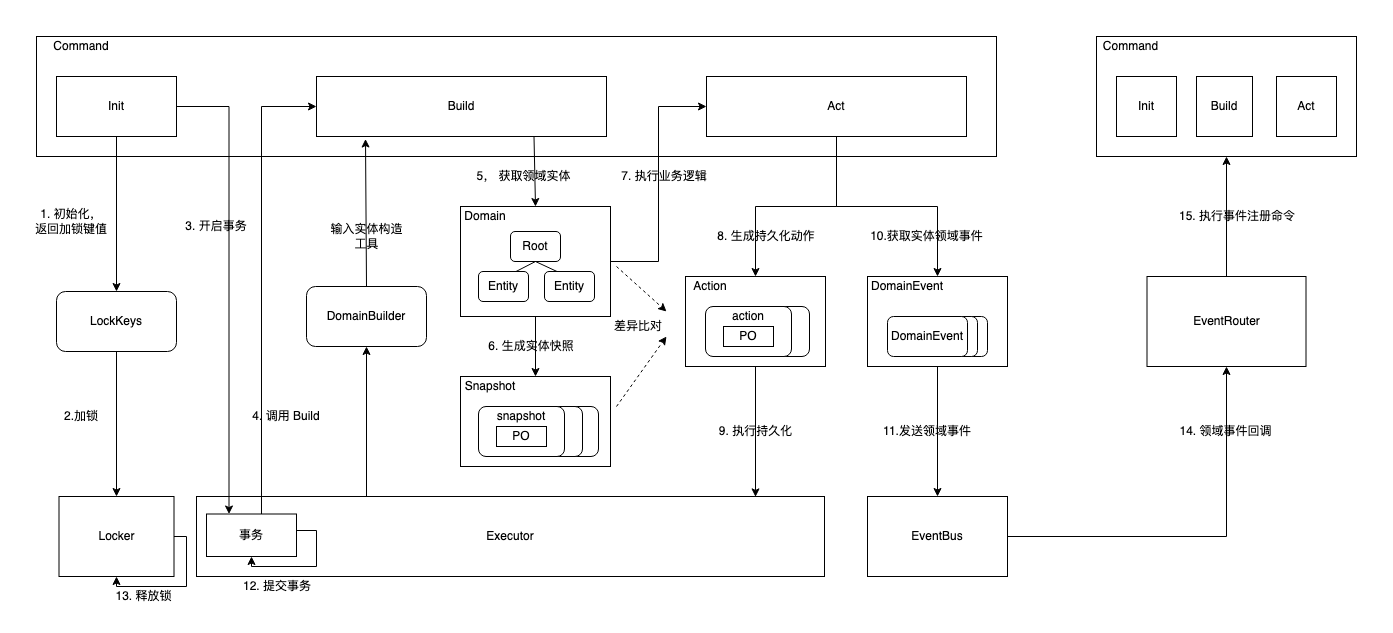 Command
Init
Build
Act
Command
Init
Build
Act
1. 初始化，
返回加锁键值
3. 开启事务
输入实体构造
工具
5， 获取领域实体
7. 执行业务逻辑
8. 生成持久化动作
10.获取实体领域事件
15. 执行事件注册命令
LockKeys
DomainBuilder
Domain
Root
Entity
Entity
差异比对
6. 生成实体快照
Action
action
PO
DomainEvent
DomainEvent
EventRouter
2.加锁
4. 调用 Build
Snapshot
snapshot
PO
9. 执行持久化
11.发送领域事件
14. 领域事件回调
Locker
事务
Executor
EventBus
12. 提交事务
13. 释放锁